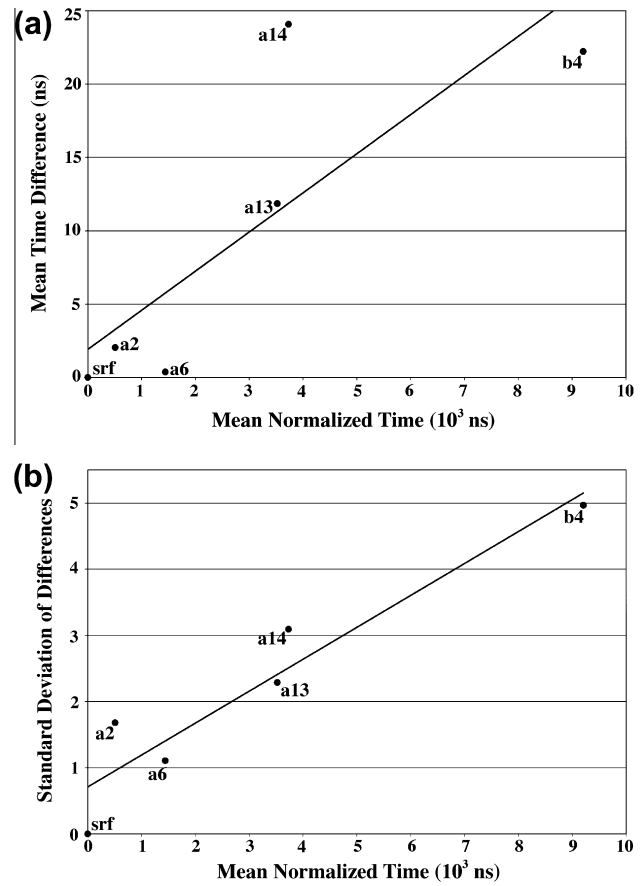 (a)
25
20
15
10
5
0
Mean Time Difference (ns)
a14
b4
a13
a2
a6
srf
0 1 2 3 4 5 6 7 8 9 10
Mean Normalized Time (10³ ns)
(b)
5
4
3
2
1
0
Standard Deviation of Differences
b4
a14
a13
a2
a6
srf
0 1 2 3 4 5 6 7 8 9 10
Mean Normalized Time (10³ ns)